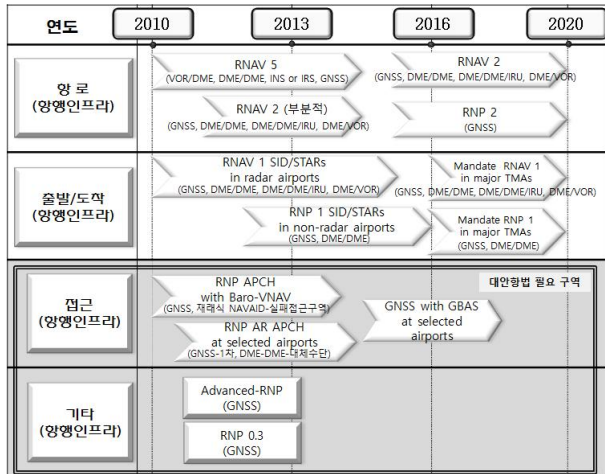 연도
2010
2013
2016
2020
항 로
(항행인프라)
RNAV 5
(VOR/DME, DME/DME, INS or IRS, GNSS)
RNAV 2 (부분적)
(GNSS, DME/DME, DME/DME/IRU, DME/VOR)
RNAV 2
(GNSS, DME/DME, DME/DME/IRU, DME/VOR)
RNP 2
(GNSS)
출발/도착
(항행인프라)
RNAV 1 SID/STARs
in radar airports
(GNSS, DME/DME, DME/DME/IRU, DME/VOR)
RNP 1 SID/STARs
in non-radar airports
(GNSS, DME/DME)
Mandate RNAV 1
in major TMAs
(GNSS, DME/DME, DME/DME/IRU, DME/VOR)
Mandate RNP 1
in major TMAs
(GNSS, DME/DME)
대안항법 필요 구역
접근
(항행인프라)
RNP APCH
with Baro-VNAV
(GNSS, 재래식 NAVAID-실패접근구역)
RNP AR APCH
at selected airports
(GNSS-1차, DME-DME-대체수단)
GNSS with GBAS
at selected
airports
기타
(항행인프라)
Advanced-RNP
(GNSS)
RNP 0.3
(GNSS)